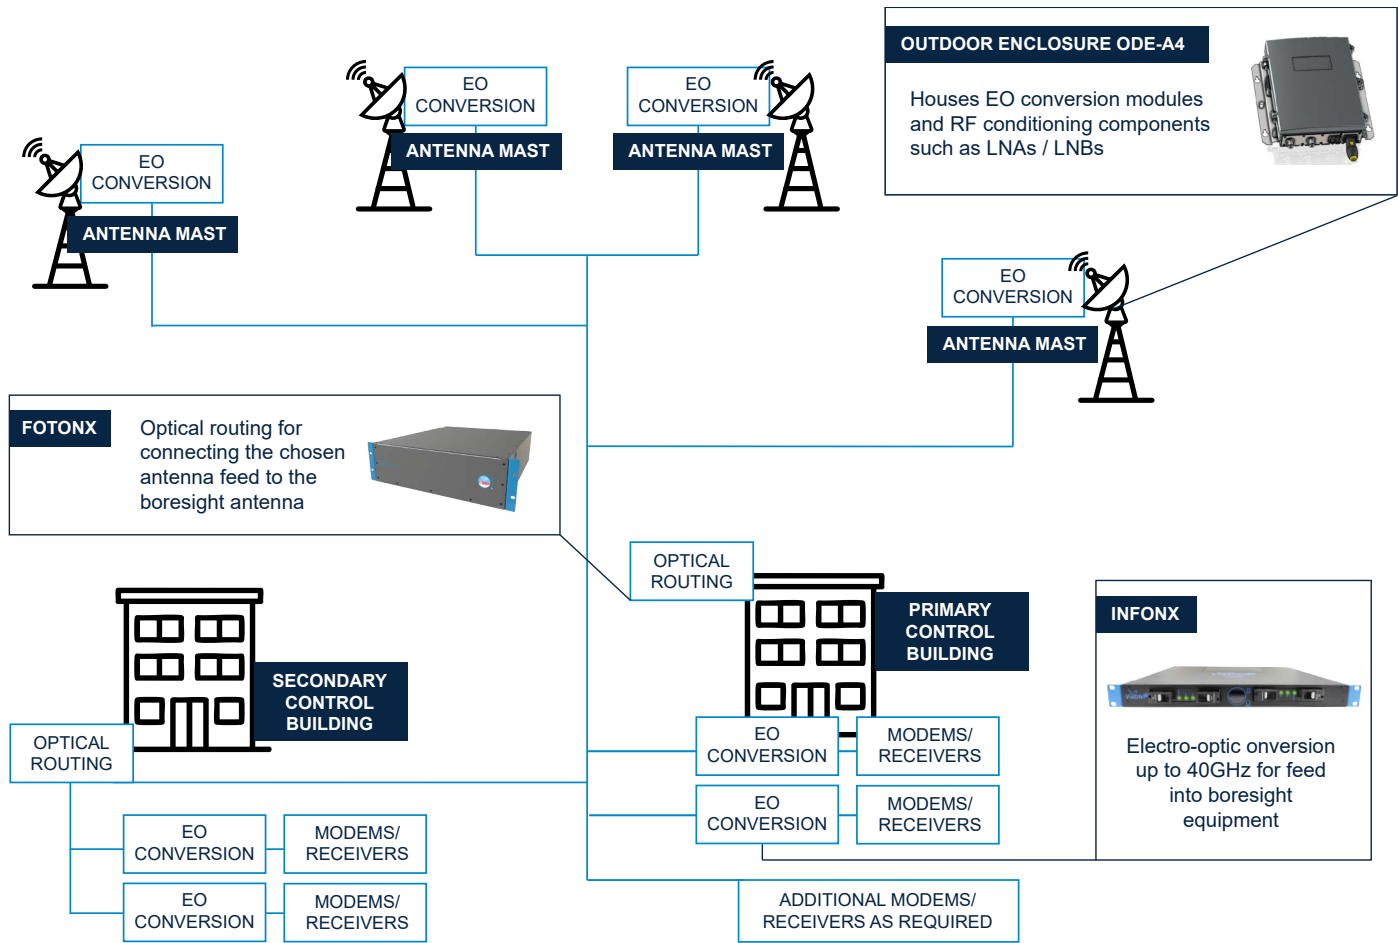 OUTDOOR ENCLOSURE ODE-A4
Houses EO conversion modules
and RF conditioning components
such as LNAs / LNBs
EO
CONVERSION
ANTENNA MAST
EO
CONVERSION
ANTENNA MAST
EO
CONVERSION
ANTENNA MAST
EO
CONVERSION
ANTENNA MAST
FOTONX
Optical routing for
connecting the chosen
antenna feed to the
boresight antenna
OPTICAL
ROUTING
PRIMARY
CONTROL
BUILDING
INFONX
Electro-optic onversion
up to 40GHz for feed
into boresight
equipment
SECONDARY
CONTROL
BUILDING
OPTICAL
ROUTING
EO
CONVERSION
MODEMS/
RECEIVERS
EO
CONVERSION
MODEMS/
RECEIVERS
EO
CONVERSION
MODEMS/
RECEIVERS
EO
CONVERSION
MODEMS/
RECEIVERS
ADDITIONAL MODEMS/
RECEIVERS AS REQUIRED